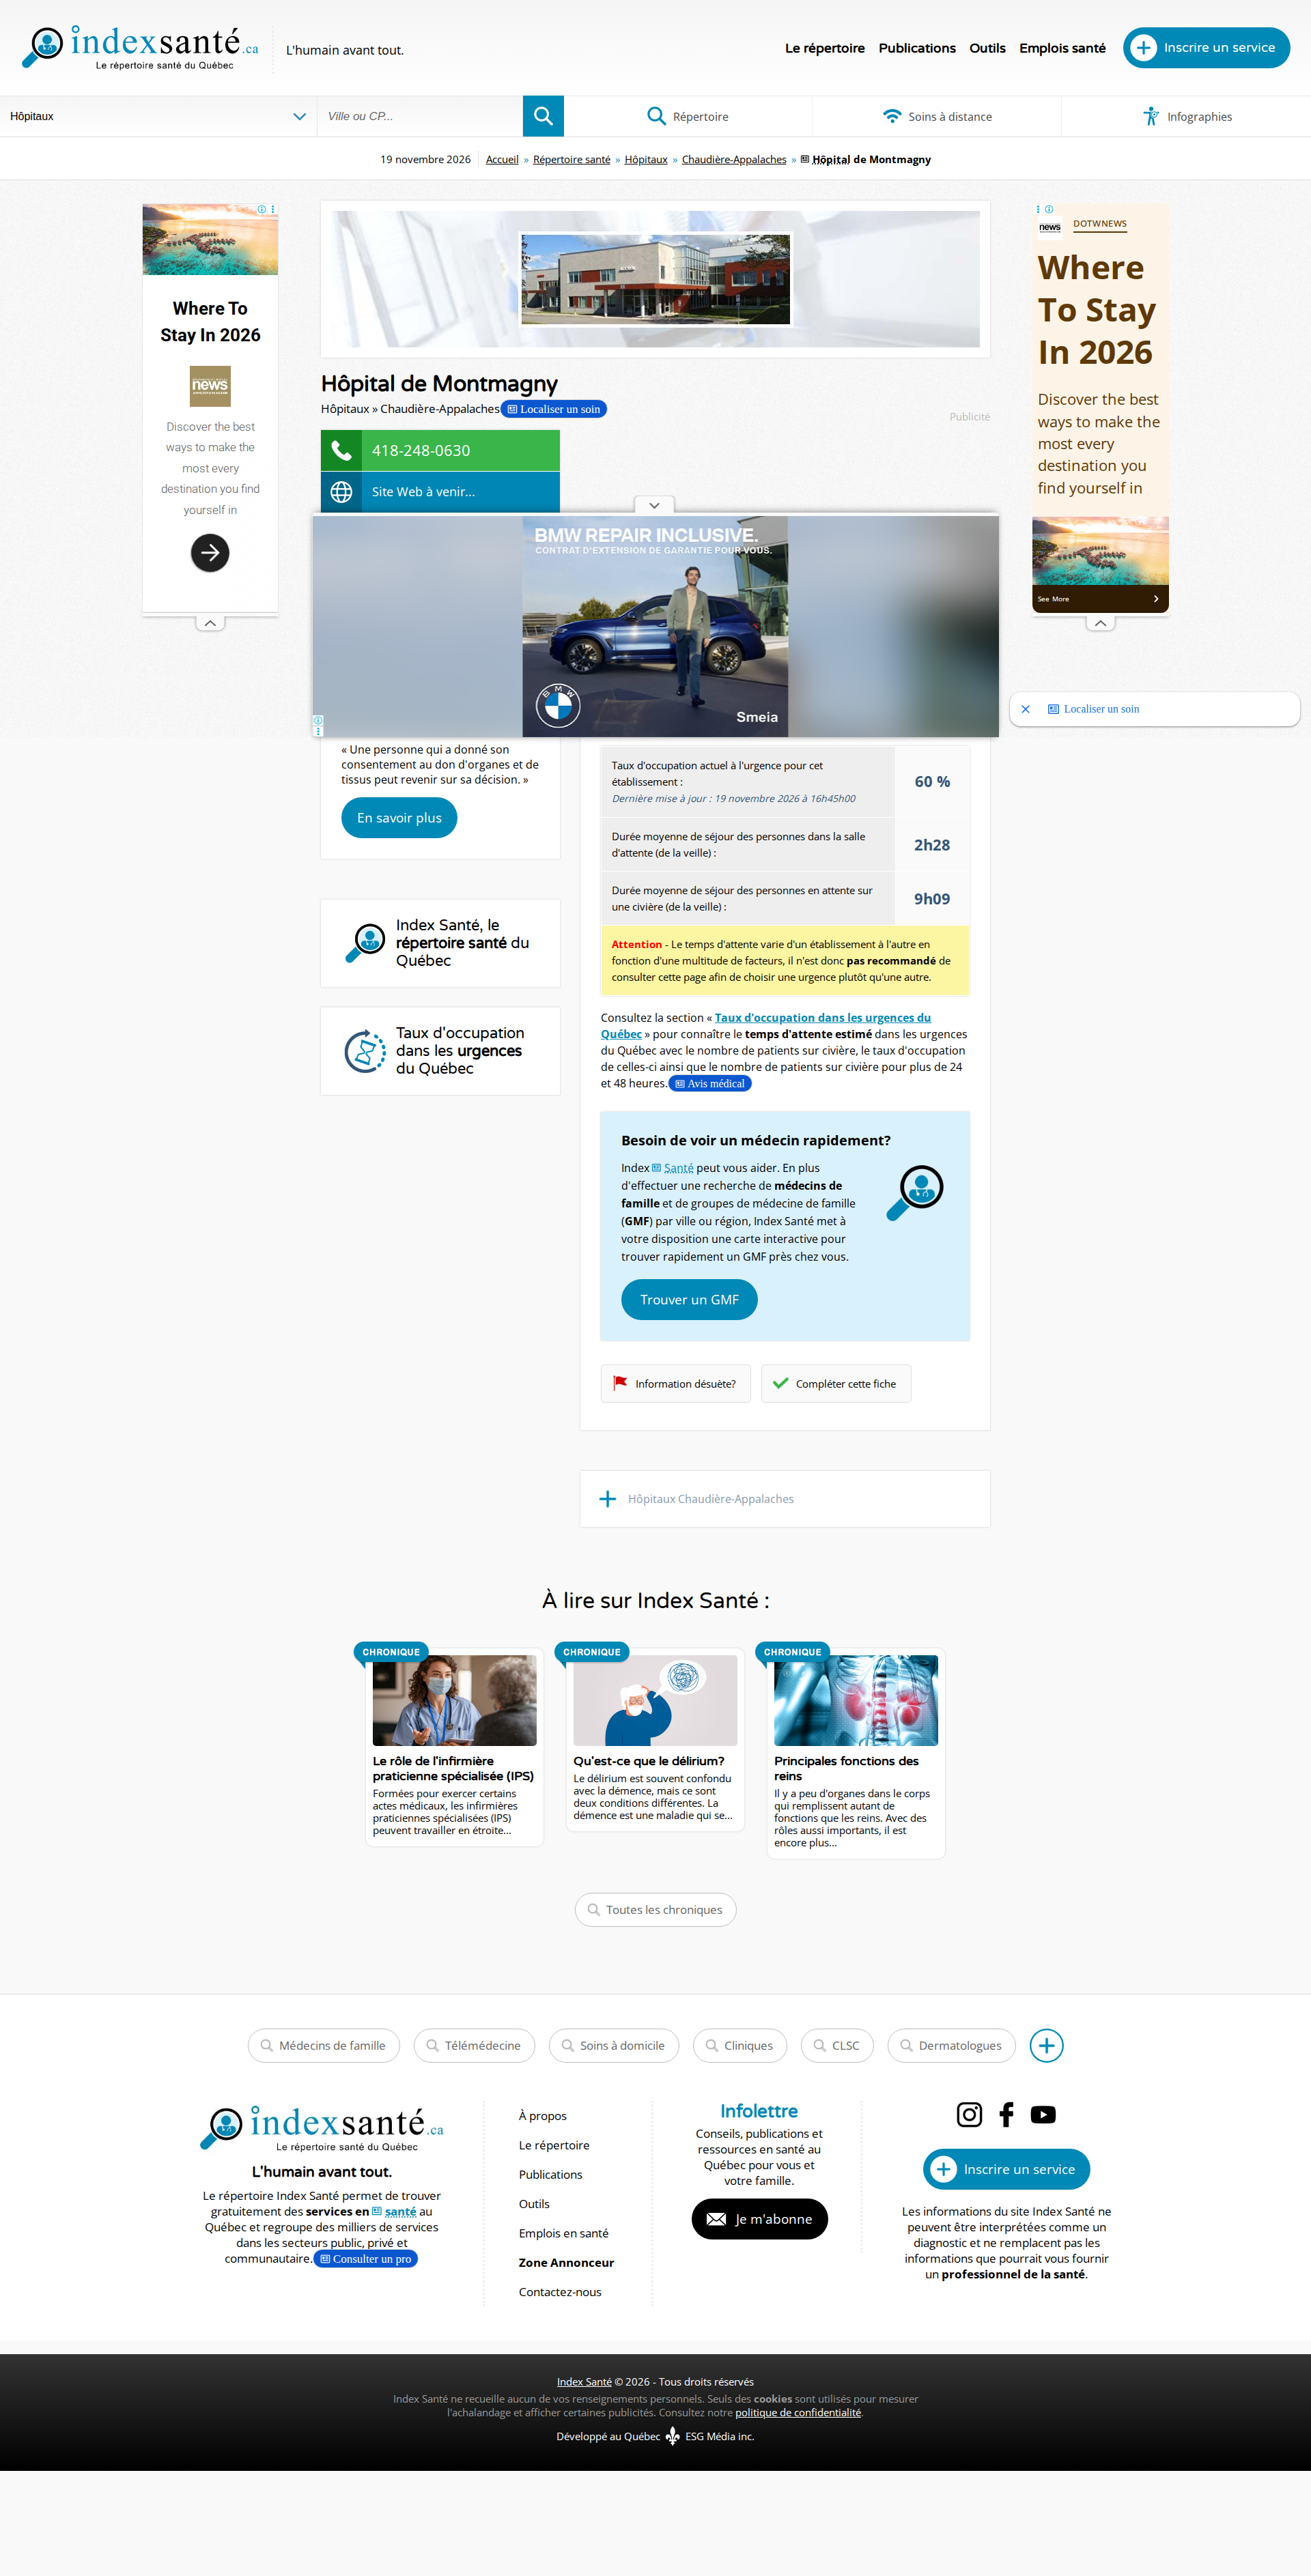 indexsanté.ca
Le répertoire santé du Québec
L'humain avant tout.
Le répertoire
Publications
Outils
Emplois santé
Inscrire un service
Hôpitaux
Ville ou CP...
Répertoire
Soins à distance
Infographies
19 novembre 2026
Accueil » Répertoire santé » Hôpitaux » Chaudière-Appalaches » Hôpital de Montmagny
Where To
Stay In 2026
news
Discover the best
ways to make the
most every
destination you find
yourself in
Hôpital de Montmagny
Hôpitaux » Chaudière-Appalaches Localiser un soin
Publicité
418-248-0630
Site Web à venir...
news
DOTWNEWS
Where
To Stay
In 2026
Discover the best
ways to make the
most every
destination you
find yourself in
See More
BMW REPAIR INCLUSIVE.
CONTRAT D'EXTENSION DE GARANTIE POUR VOUS.
BMW
Smeia
Localiser un soin
« Une personne qui a donné son
consentement au don d'organes et de
tissus peut revenir sur sa décision. »
En savoir plus
Index Santé, le
répertoire santé du
Québec
Taux d'occupation
dans les urgences
du Québec
Taux d'occupation actuel à l'urgence pour cet
établissement :
Dernière mise à jour : 19 novembre 2026 à 16h45h00
60 %
Durée moyenne de séjour des personnes dans la salle
d'attente (de la veille) :
2h28
Durée moyenne de séjour des personnes en attente sur
une civière (de la veille) :
9h09
Attention - Le temps d'attente varie d'un établissement à l'autre en
fonction d'une multitude de facteurs, il n'est donc pas recommandé de
consulter cette page afin de choisir une urgence plutôt qu'une autre.
Consultez la section « Taux d'occupation dans les urgences du
Québec » pour connaître le temps d'attente estimé dans les urgences
du Québec avec le nombre de patients sur civière, le taux d'occupation
de celles-ci ainsi que le nombre de patients sur civière pour plus de 24
et 48 heures. Avis médical
Besoin de voir un médecin rapidement?
Index Santé peut vous aider. En plus
d'effectuer une recherche de médecins de
famille et de groupes de médecine de famille
(GMF) par ville ou région, Index Santé met à
votre disposition une carte interactive pour
trouver rapidement un GMF près chez vous.
Trouver un GMF
Information désuète?
Compléter cette fiche
Hôpitaux Chaudière-Appalaches
À lire sur Index Santé :
CHRONIQUE
Le rôle de l'infirmière
praticienne spécialisée (IPS)
Formées pour exercer certains
actes médicaux, les infirmières
praticiennes spécialisées (IPS)
peuvent travailler en étroite...
CHRONIQUE
Qu'est-ce que le délirium?
Le délirium est souvent confondu
avec la démence, mais ce sont
deux conditions différentes. La
démence est une maladie qui se...
CHRONIQUE
Principales fonctions des
reins
Il y a peu d'organes dans le corps
qui remplissent autant de
fonctions que les reins. Avec des
rôles aussi importants, il est
encore plus...
Toutes les chroniques
Médecins de famille
Télémédecine
Soins à domicile
Cliniques
CLSC
Dermatologues
indexsanté.ca
Le répertoire santé du Québec
L'humain avant tout.
Le répertoire Index Santé permet de trouver
gratuitement des services en santé au
Québec et regroupe des milliers de services
dans les secteurs public, privé et
communautaire. Consulter un pro
À propos
Le répertoire
Publications
Outils
Emplois en santé
Zone Annonceur
Contactez-nous
Infolettre
Conseils, publications et
ressources en santé au
Québec pour vous et
votre famille.
Je m'abonne
Inscrire un service
Les informations du site Index Santé ne
peuvent être interprétées comme un
diagnostic et ne remplacent pas les
informations que pourrait vous fournir
un professionnel de la santé.
Index Santé © 2026 - Tous droits réservés
Index Santé ne recueille aucun de vos renseignements personnels. Seuls des cookies sont utilisés pour mesurer
l'achalandage et afficher certaines publicités. Consultez notre politique de confidentialité.
Développé au Québec ESG Média inc.